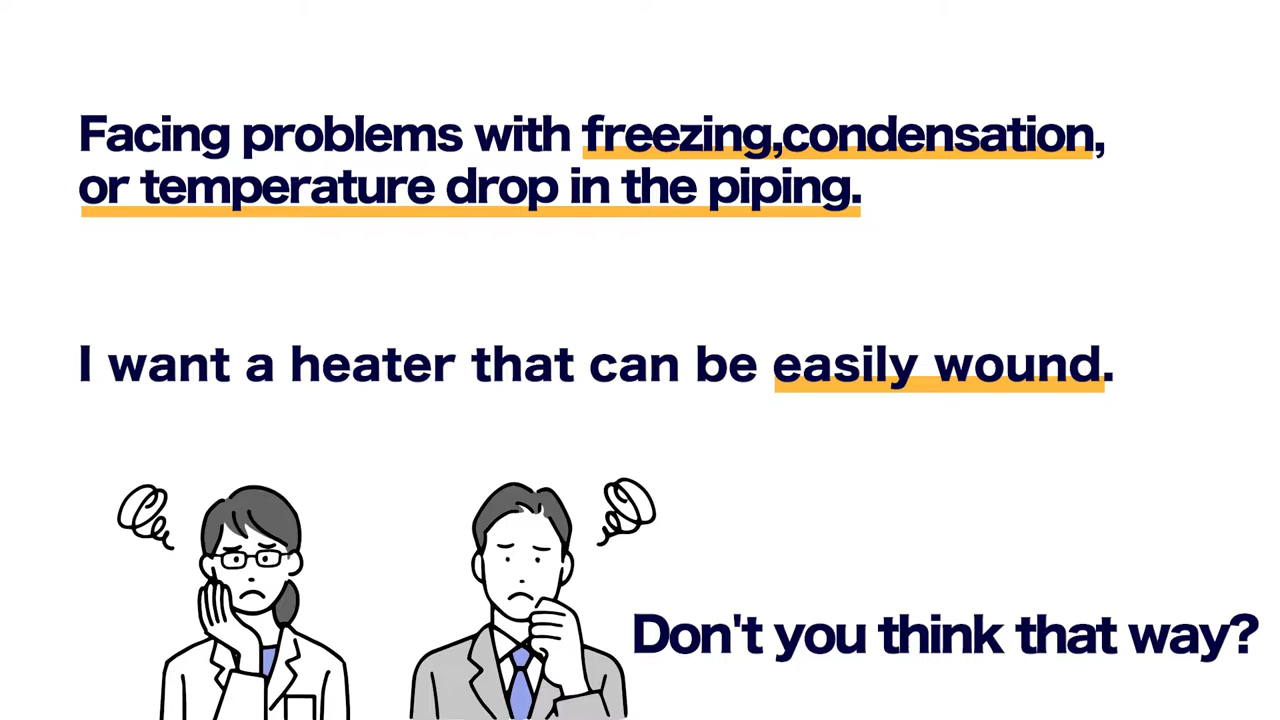 Facing problems with freezing,condensation,
or temperature drop in the piping.
I want a heater that can be easily wound.
Don't you think that way?